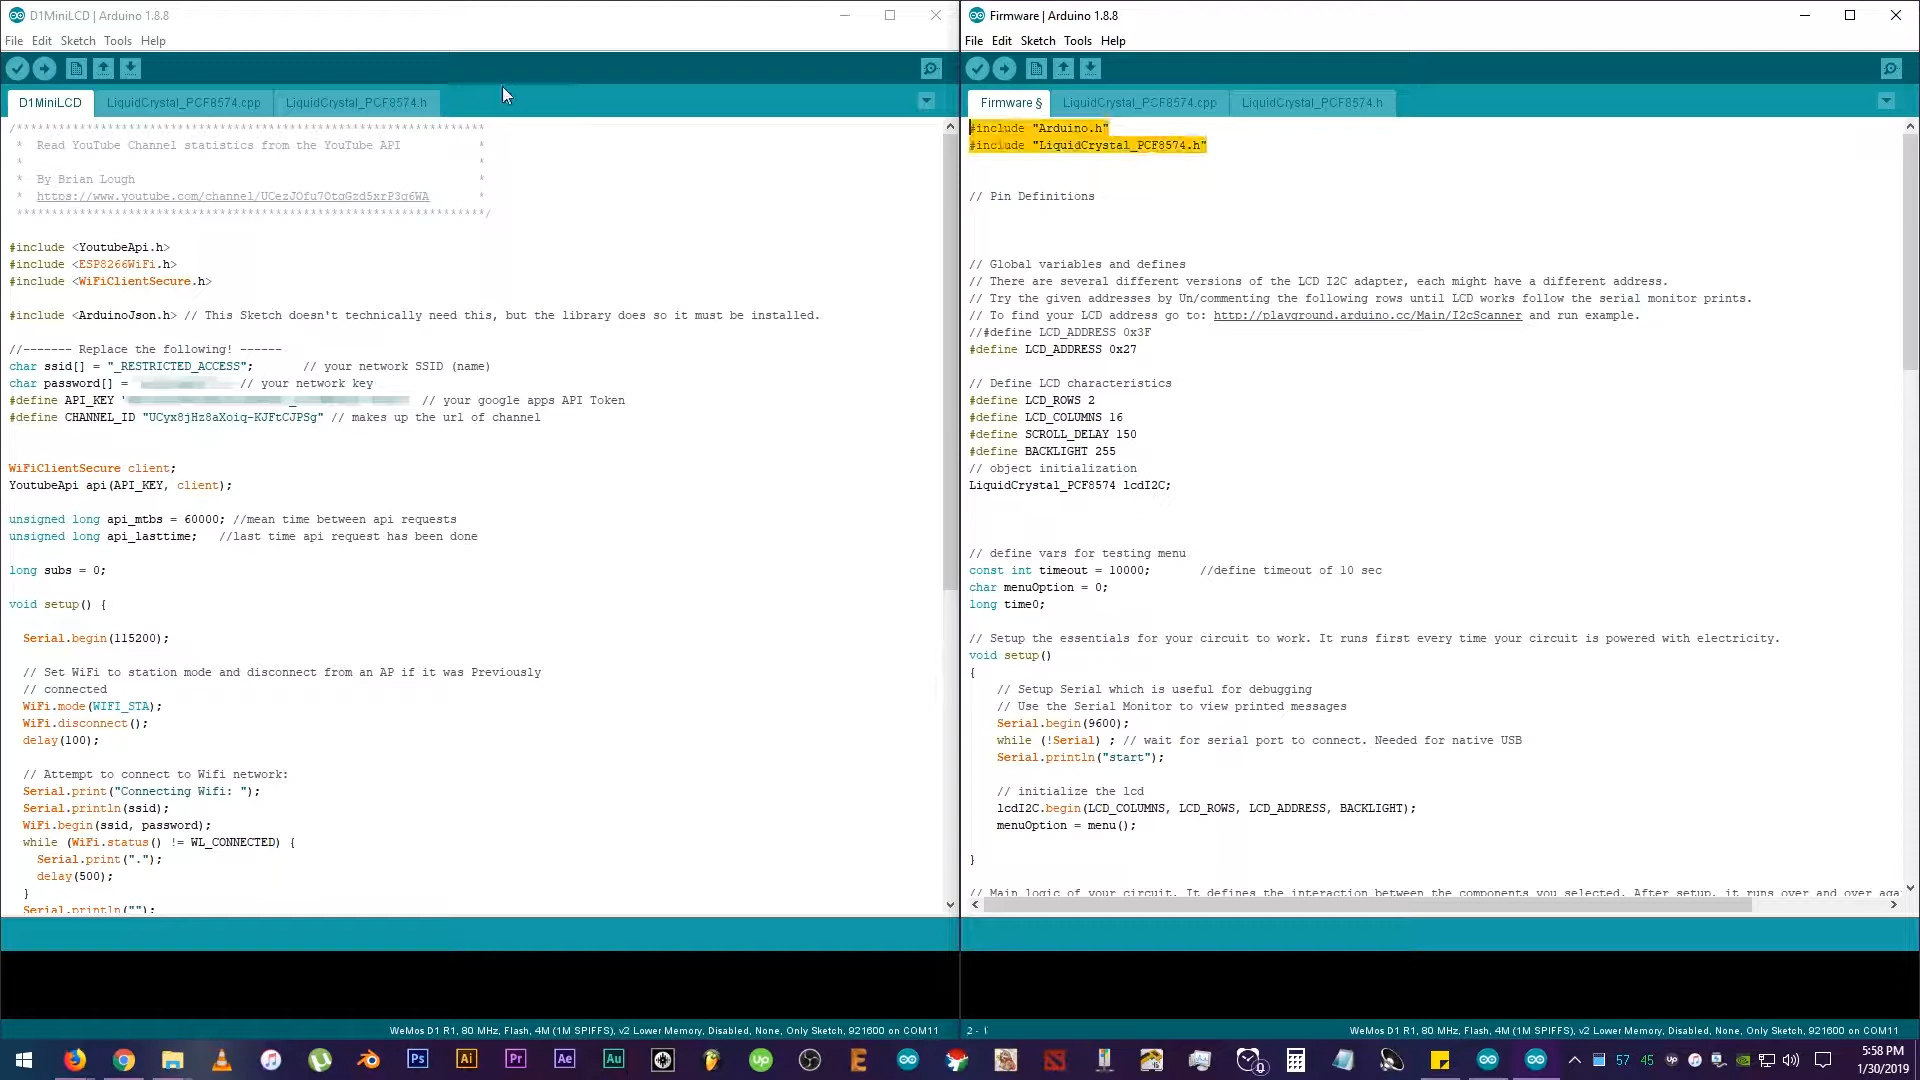 D1MiniLCD | Arduino 1.8.8
File Edit Sketch Tools Help
D1MiniLCD LiquidCrystal_PCF8574.cpp LiquidCrystal_PCF8574.h
/*******************************************************************
* Read YouTube Channel statistics from the YouTube API *
* *
* By Brian Lough *
* https://www.youtube.com/channel/UCezJOfu7OtqGzd5xrP3q6WA *
*******************************************************************/
#include <YoutubeApi.h>
#include <ESP8266WiFi.h>
#include <WiFiClientSecure.h>
#include <ArduinoJson.h> // This Sketch doesn't technically need this, but the library does so it must be installed.
//------- Replace the following! ------
char ssid[] = "_RESTRICTED_ACCESS"; // your network SSID (name)
char password[] = // your network key
#define API_KEY " // your google apps API Token
#define CHANNEL_ID "UCyx8jHz8aXoiq-KJFtCJPSg" // makes up the url of channel
WiFiClientSecure client;
YoutubeApi api(API_KEY, client);
unsigned long api_mtbs = 60000; //mean time between api requests
unsigned long api_lasttime; //last time api request has been done
long subs = 0;
void setup() {
Serial.begin(115200);
// Set WiFi to station mode and disconnect from an AP if it was Previously
// connected
WiFi.mode(WIFI_STA);
WiFi.disconnect();
delay(100);
// Attempt to connect to Wifi network:
Serial.print("Connecting Wifi: ");
Serial.println(ssid);
WiFi.begin(ssid, password);
while (WiFi.status() != WL_CONNECTED) {
Serial.print(".");
delay(500);
}
Serial.println("");
WeMos D1 R1, 80 MHz, Flash, 4M (1M SPIFFS), v2 Lower Memory, Disabled, None, Only Sketch, 921600 on COM11
Firmware | Arduino 1.8.8
File Edit Sketch Tools Help
Firmware § LiquidCrystal_PCF8574.cpp LiquidCrystal_PCF8574.h
#include "Arduino.h"
#include "LiquidCrystal_PCF8574.h"
// Pin Definitions
// Global variables and defines
// There are several different versions of the LCD I2C adapter, each might have a different address.
// Try the given addresses by Un/commenting the following rows until LCD works follow the serial monitor prints.
// To find your LCD address go to: http://playground.arduino.cc/Main/I2cScanner and run example.
//#define LCD_ADDRESS 0x3F
#define LCD_ADDRESS 0x27
// Define LCD characteristics
#define LCD_ROWS 2
#define LCD_COLUMNS 16
#define SCROLL_DELAY 150
#define BACKLIGHT 255
// object initialization
LiquidCrystal_PCF8574 lcdI2C;
// define vars for testing menu
const int timeout = 10000; //define timeout of 10 sec
char menuOption = 0;
long time0;
// Setup the essentials for your circuit to work. It runs first every time your circuit is powered with electricity.
void setup()
{
// Setup Serial which is useful for debugging
// Use the Serial Monitor to view printed messages
Serial.begin(9600);
while (!Serial) ; // wait for serial port to connect. Needed for native USB
Serial.println("start");
// initialize the lcd
lcdI2C.begin(LCD_COLUMNS, LCD_ROWS, LCD_ADDRESS, BACKLIGHT);
menuOption = menu();
}
// Main logic of your circuit. It defines the interaction between the components you selected. After setup, it runs over and over aga
2 - 1
WeMos D1 R1, 80 MHz, Flash, 4M (1M SPIFFS), v2 Lower Memory, Disabled, None, Only Sketch, 921600 on COM11
Ps Ai Pr Ae Au Up
57 45
5:58 PM
1/30/2019